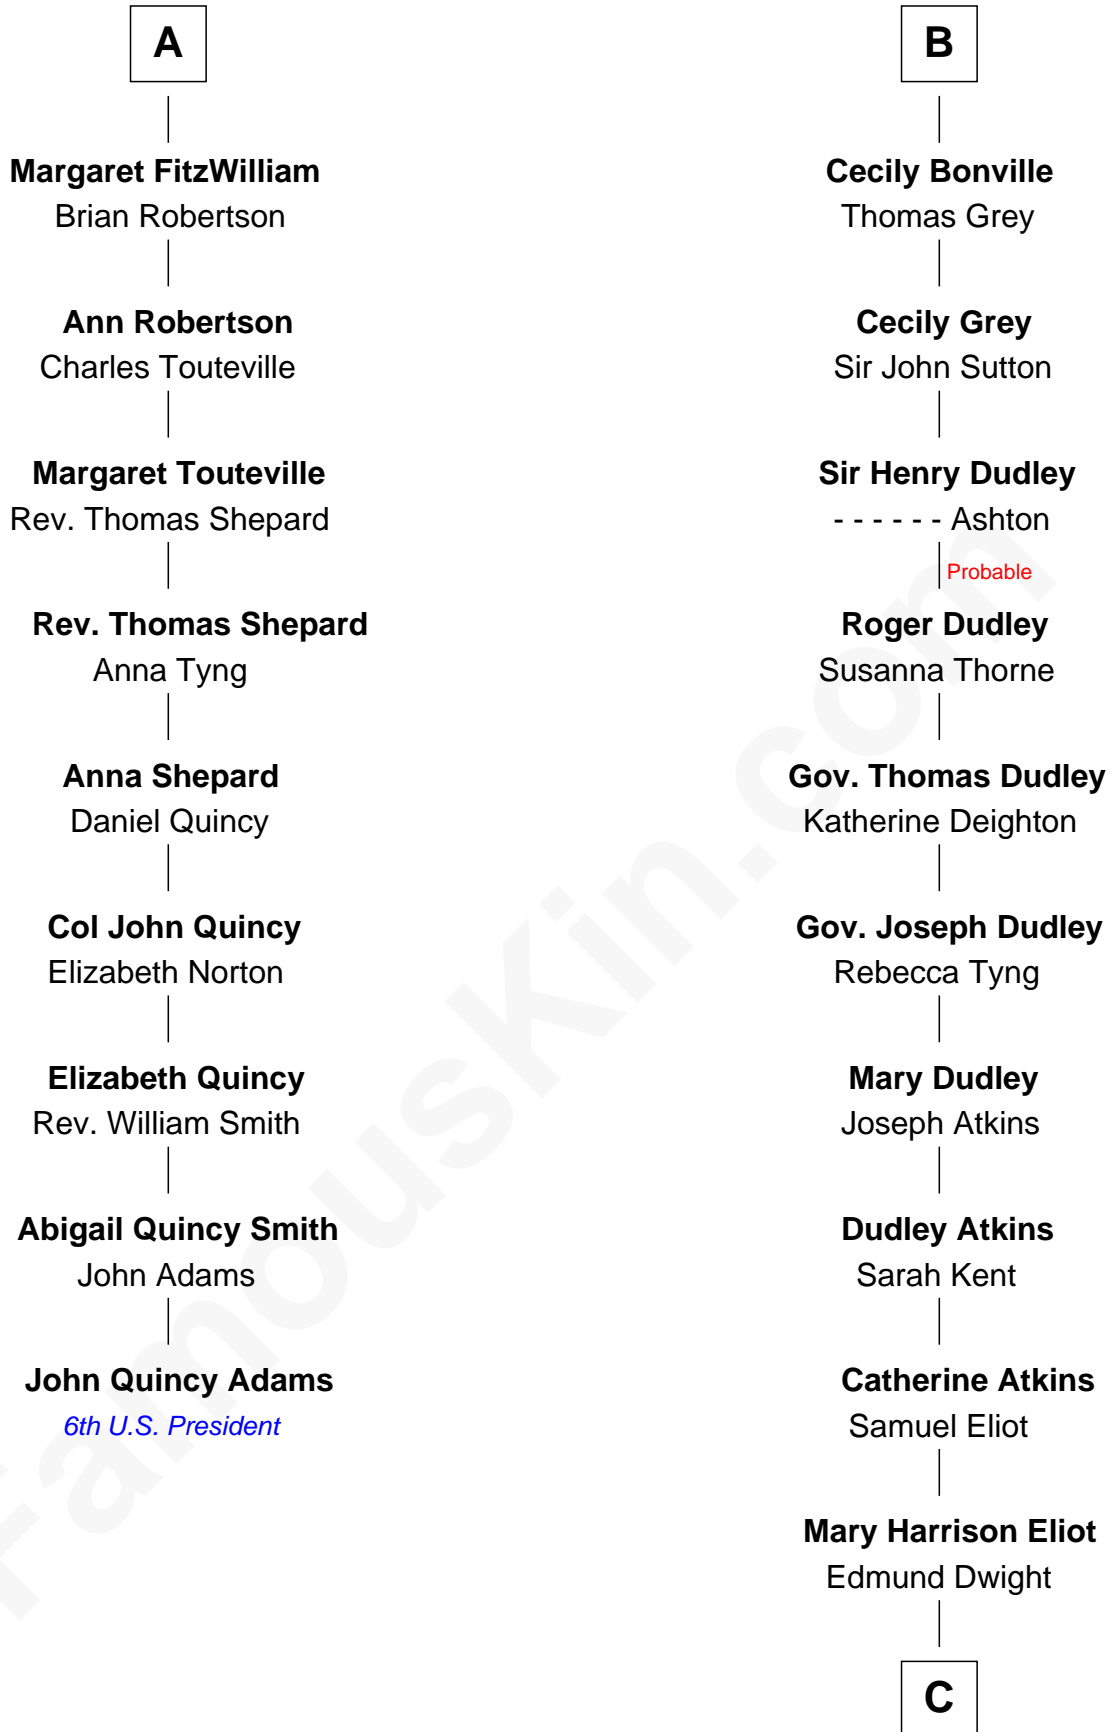 A
Margaret FitzWilliam
Brian Robertson
Ann Robertson
Charles Touteville
Margaret Touteville
Rev. Thomas Shepard
Rev. Thomas Shepard
Anna Tyng
Anna Shepard
Daniel Quincy
Col John Quincy
Elizabeth Norton
Elizabeth Quincy
Rev. William Smith
Abigail Quincy Smith
John Adams
John Quincy Adams
6th U.S. President
B
Cecily Bonville
Thomas Grey
Cecily Grey
Sir John Sutton
Sir Henry Dudley
- - - - - - Ashton
Probable
Roger Dudley
Susanna Thorne
Gov. Thomas Dudley
Katherine Deighton
Gov. Joseph Dudley
Rebecca Tyng
Mary Dudley
Joseph Atkins
Dudley Atkins
Sarah Kent
Catherine Atkins
Samuel Eliot
Mary Harrison Eliot
Edmund Dwight
C
FamousKin.com